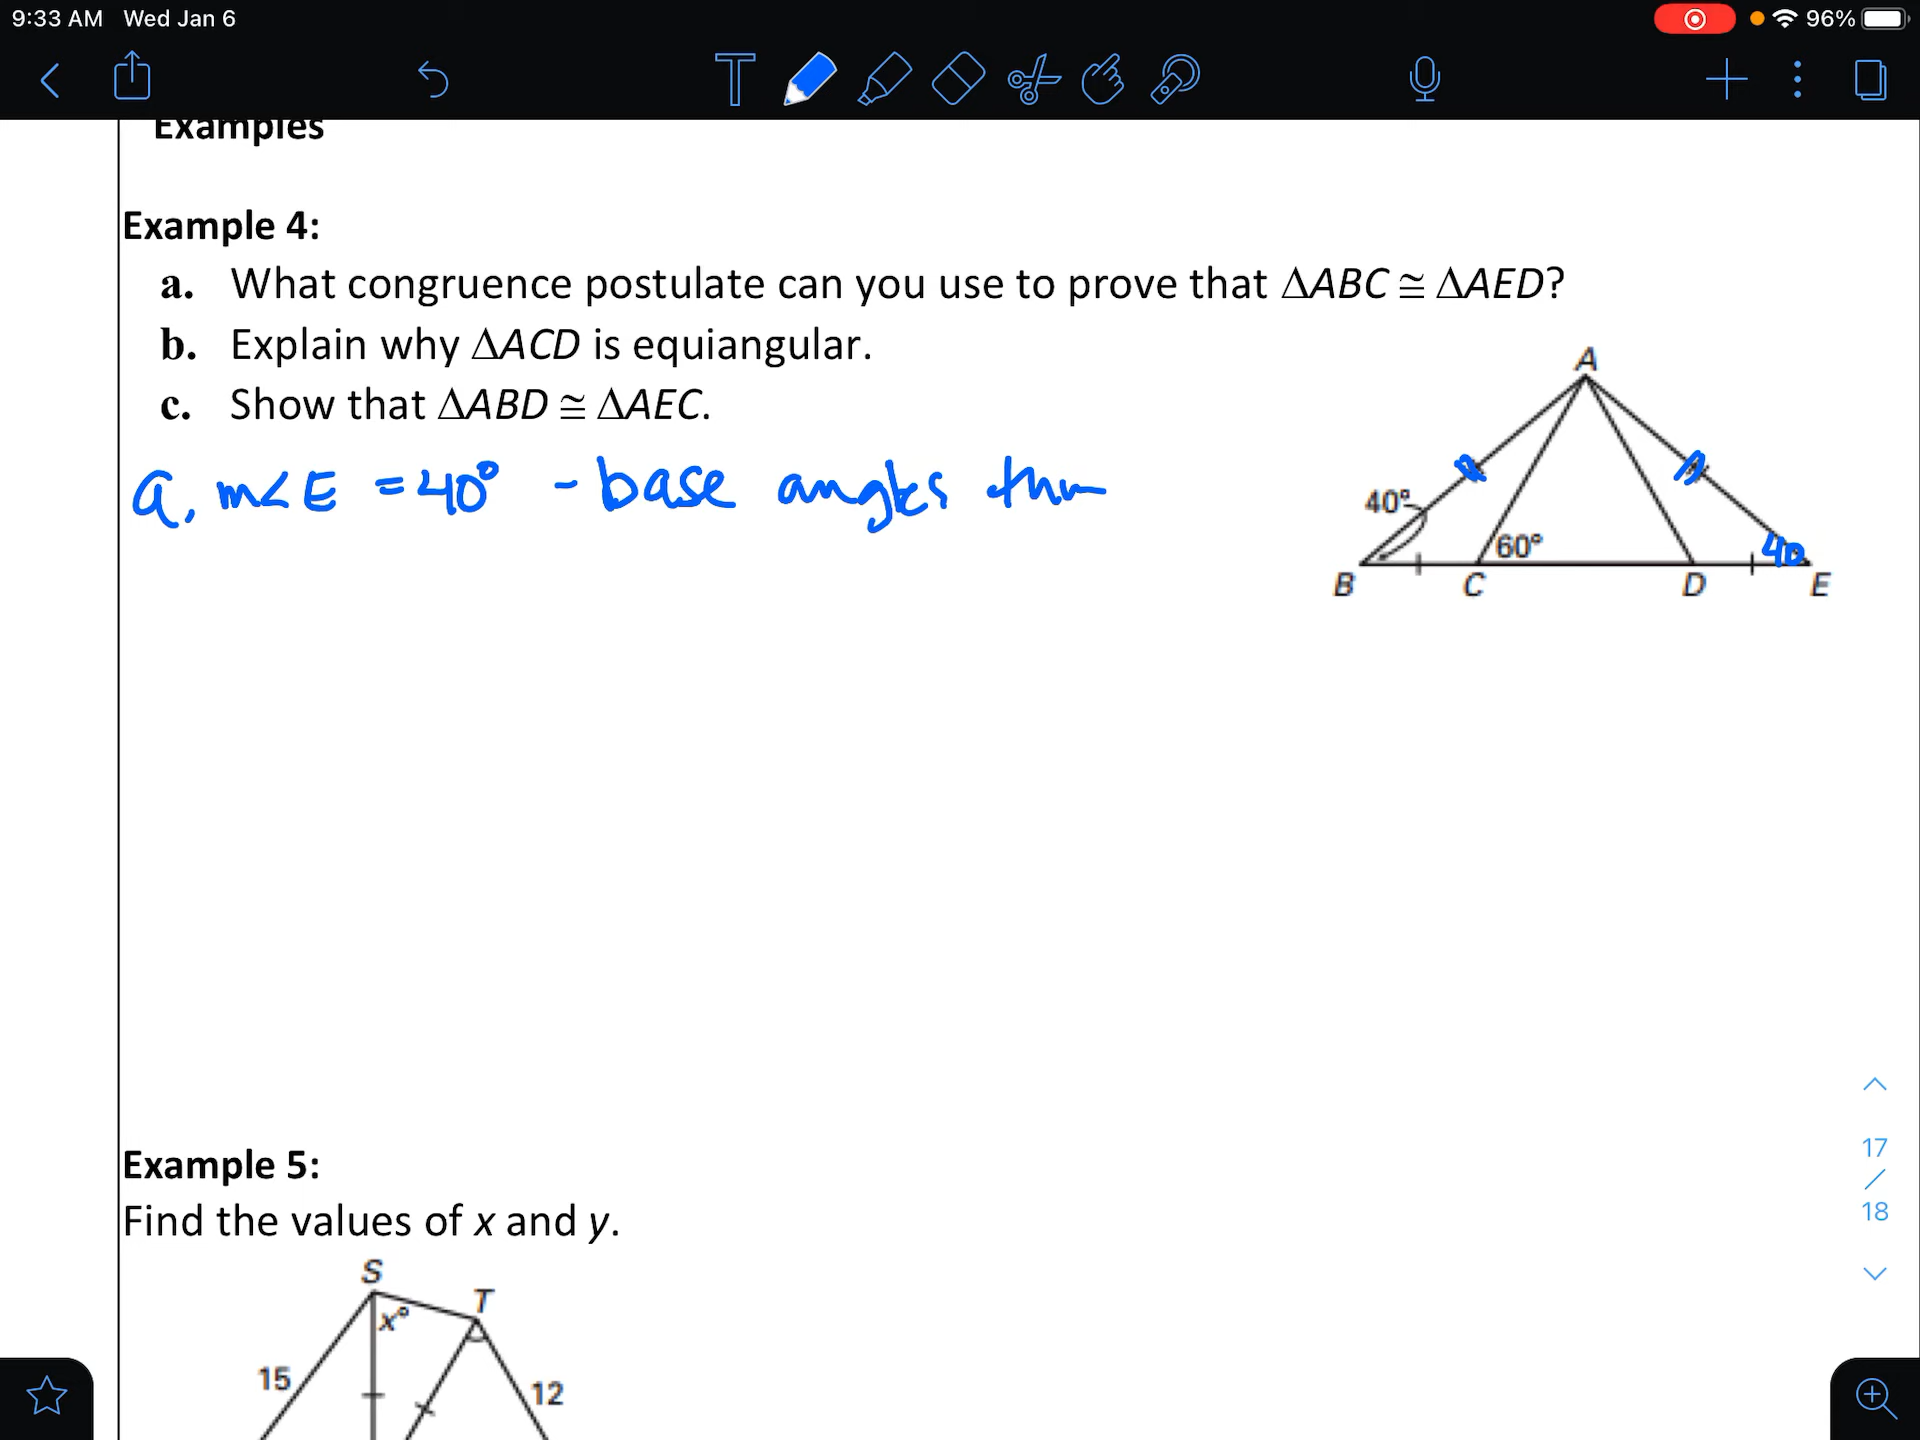 9:33 AM Wed Jan 6
96%
T
Examples
Example 4:
a. What congruence postulate can you use to prove that ΔABC ≅ ΔAED?
b. Explain why ΔACD is equiangular.
c. Show that ΔABD ≅ ΔAEC.
a, m∠E = 40° - base angles thm
A
40°
60°
40
B C D E
Example 5:
Find the values of x and y.
S
T
x°
15
12
17
/
18